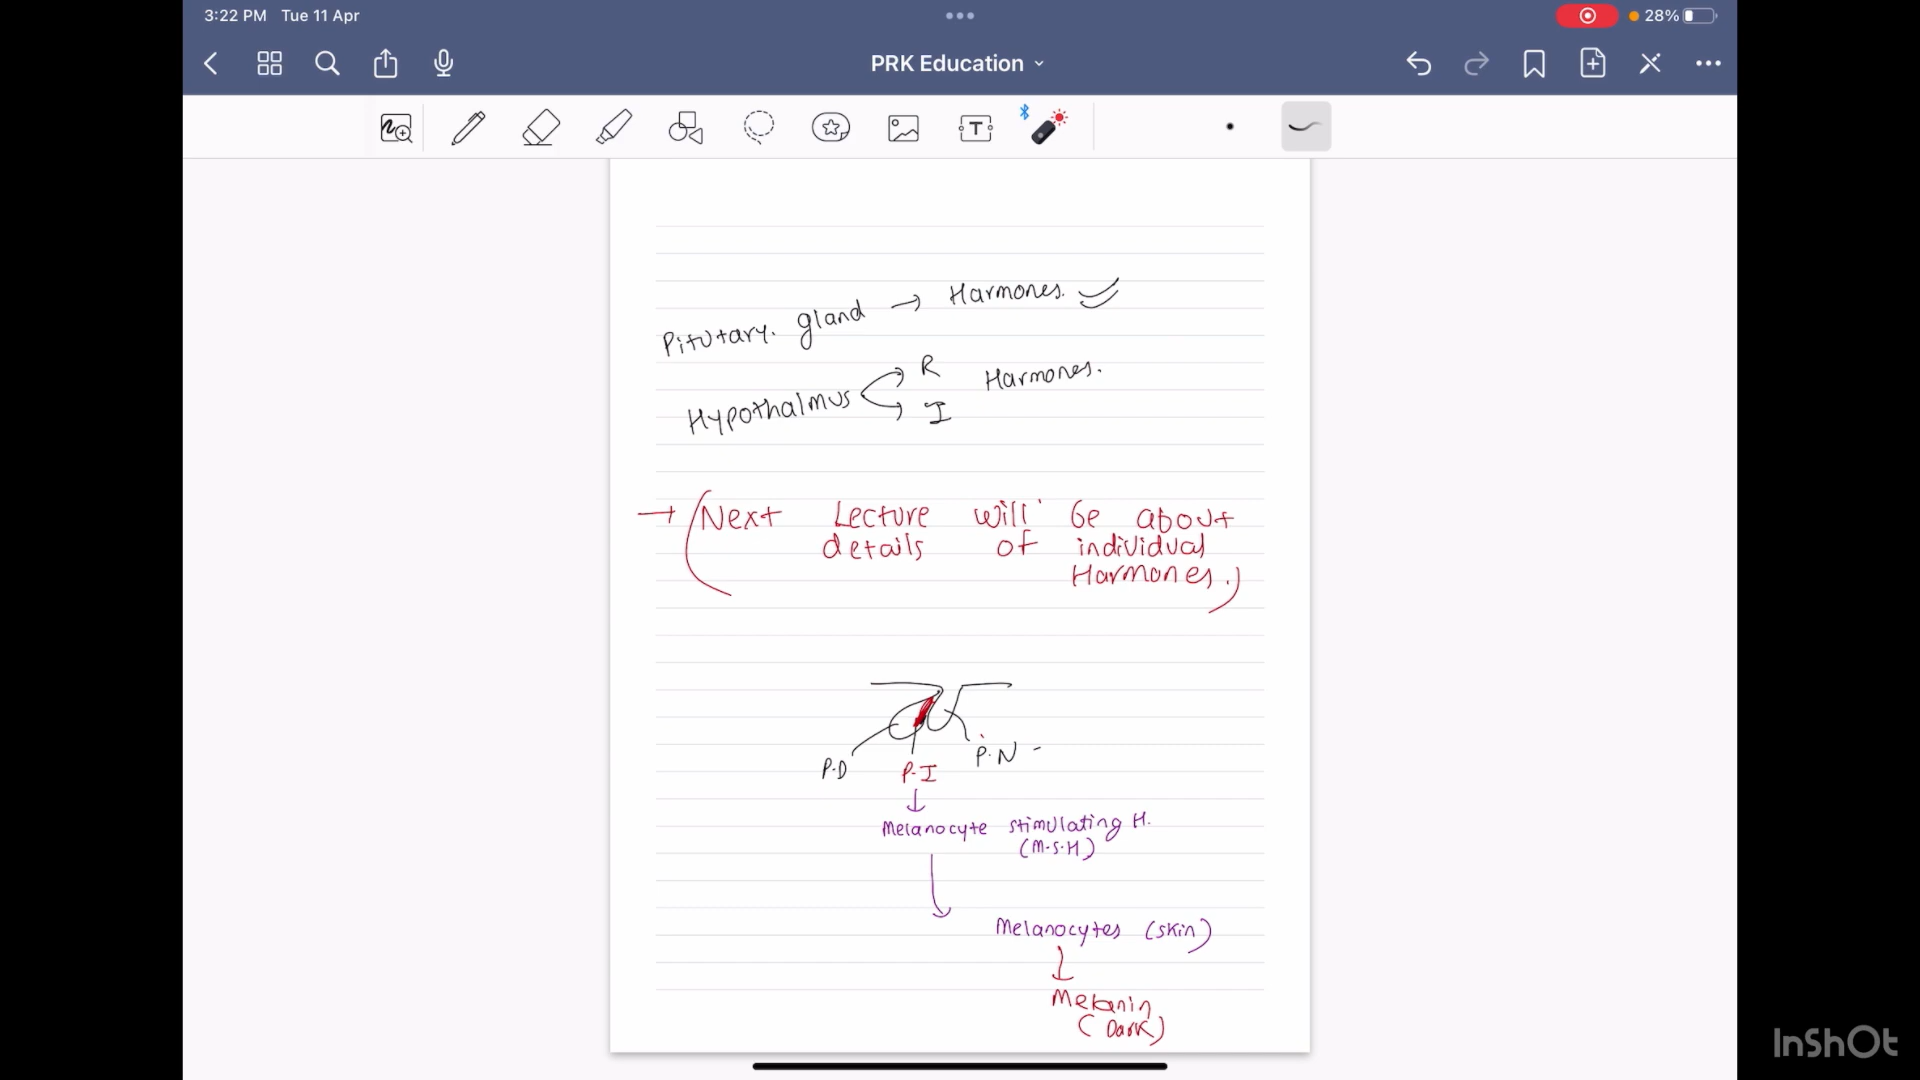 3:22 PM Tue 11 Apr
28%
PRK Education
T
Pitutary. gland → Harmones.
Hypothalmus R Harmones.
I
→ (Next Lecture will be about
details of individual
Harmones.)
P.D P.I P.N -
Melanocyte stimulating H.
(M.S.H)
Melanocytes (skin)
Melanin
(Dark)
InShOt